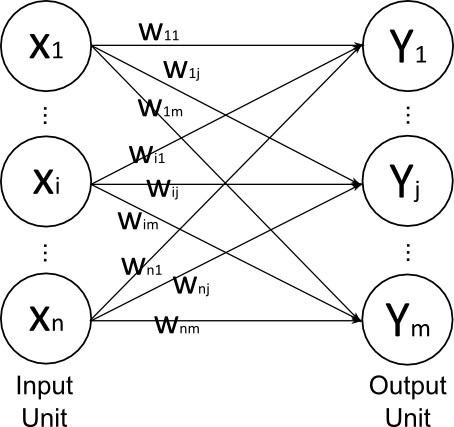 x1 w11 Y1
w1j
⋮ w1m ⋮
wi1
xi wij Yj
wim
⋮ ⋮
wn1
wnj
xn wnm Ym
Input Output
Unit Unit